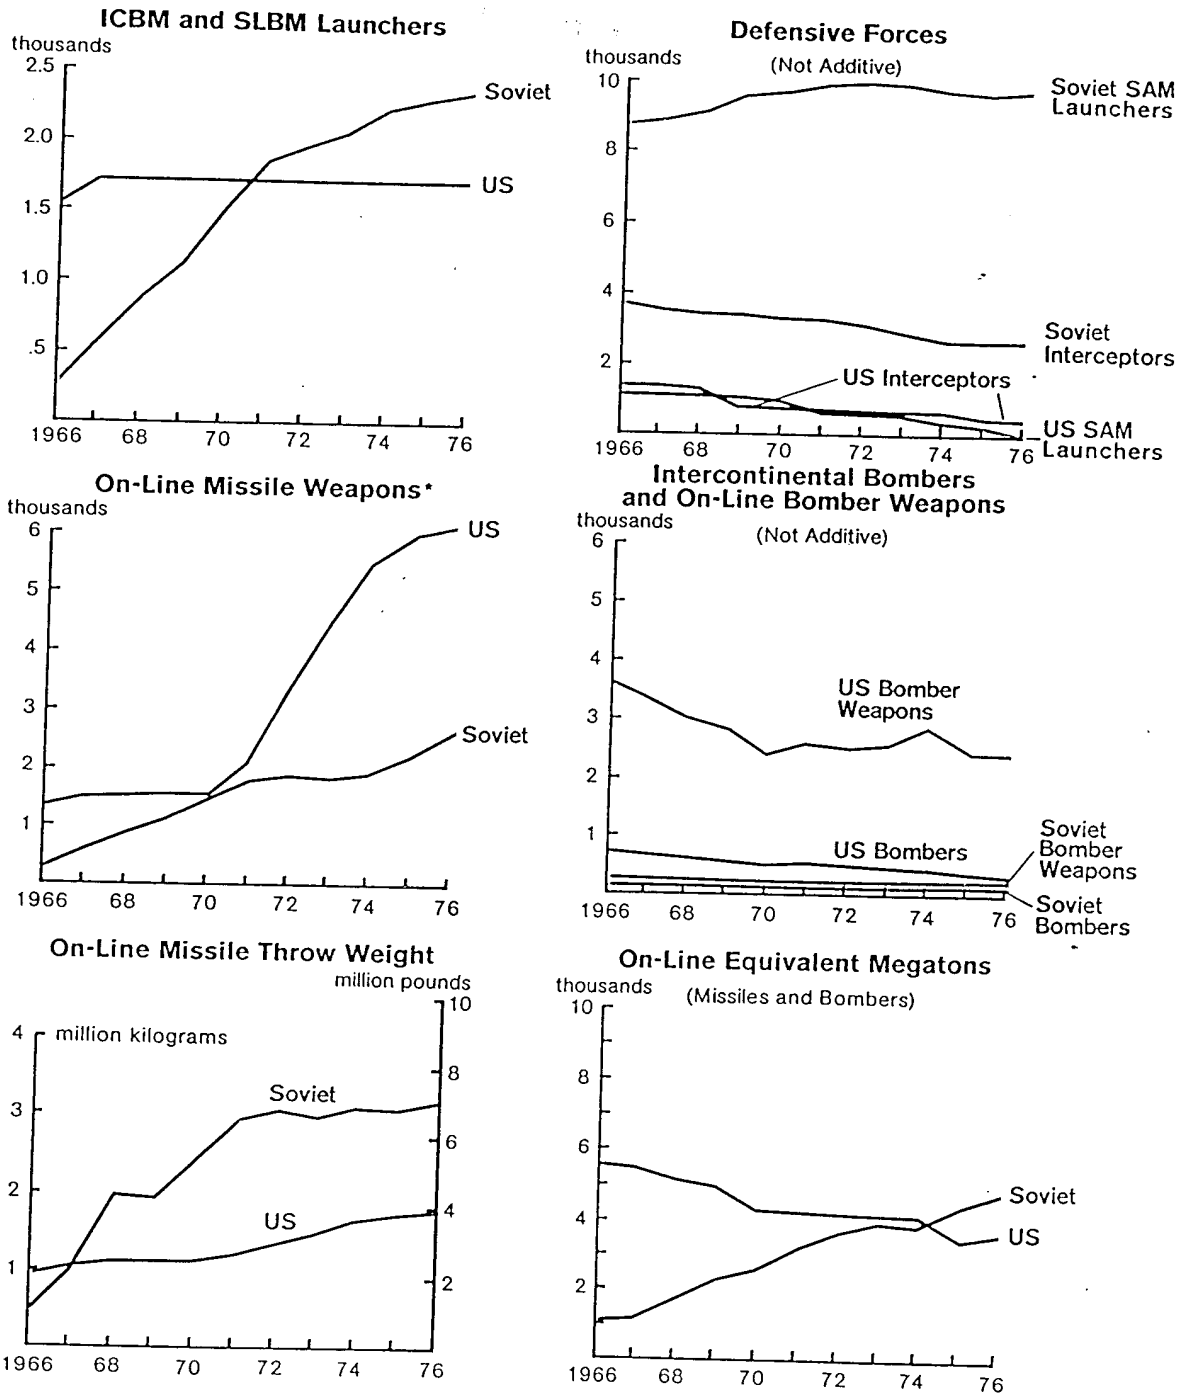 ICBM and SLBM Launchers
thousands
2.5
2.0
1.5
1.0
.5
Soviet
US
1966 68 70 72 74 76
Defensive Forces
(Not Additive)
thousands
10
8
6
4
2
Soviet SAM
Launchers
Soviet
Interceptors
US Interceptors
US SAM
Launchers
1966 68 70 72 74 76
On-Line Missile Weapons*
thousands
6
5
4
3
2
1
US
Soviet
1966 68 70 72 74 76
Intercontinental Bombers
and On-Line Bomber Weapons
(Not Additive)
thousands
6
5
4
3
2
1
US Bomber
Weapons
US Bombers
Soviet
Bomber
Weapons
Soviet
Bombers
1966 68 70 72 74 76
On-Line Missile Throw Weight
million pounds
10
8
6
4
2
million kilograms
4
3
2
1
Soviet
US
1966 68 70 72 74 76
On-Line Equivalent Megatons
(Missiles and Bombers)
thousands
10
8
6
4
2
Soviet
US
1966 68 70 72 74 76